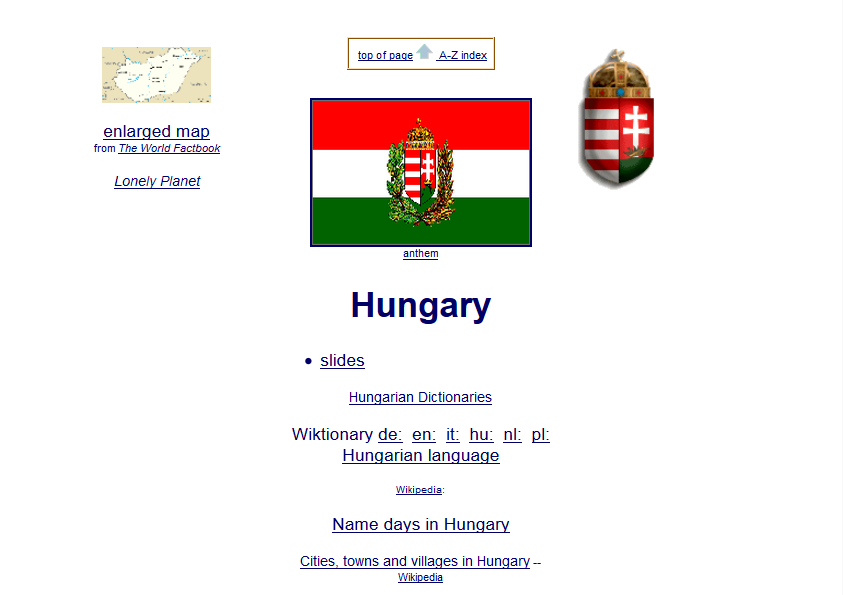 top of page A-Z index
enlarged map
from The World Factbook
Lonely Planet
anthem
Hungary
• slides
Hungarian Dictionaries
Wiktionary de: en: it: hu: nl: pl:
Hungarian language
Wikipedia:
Name days in Hungary
Cities, towns and villages in Hungary --
Wikipedia